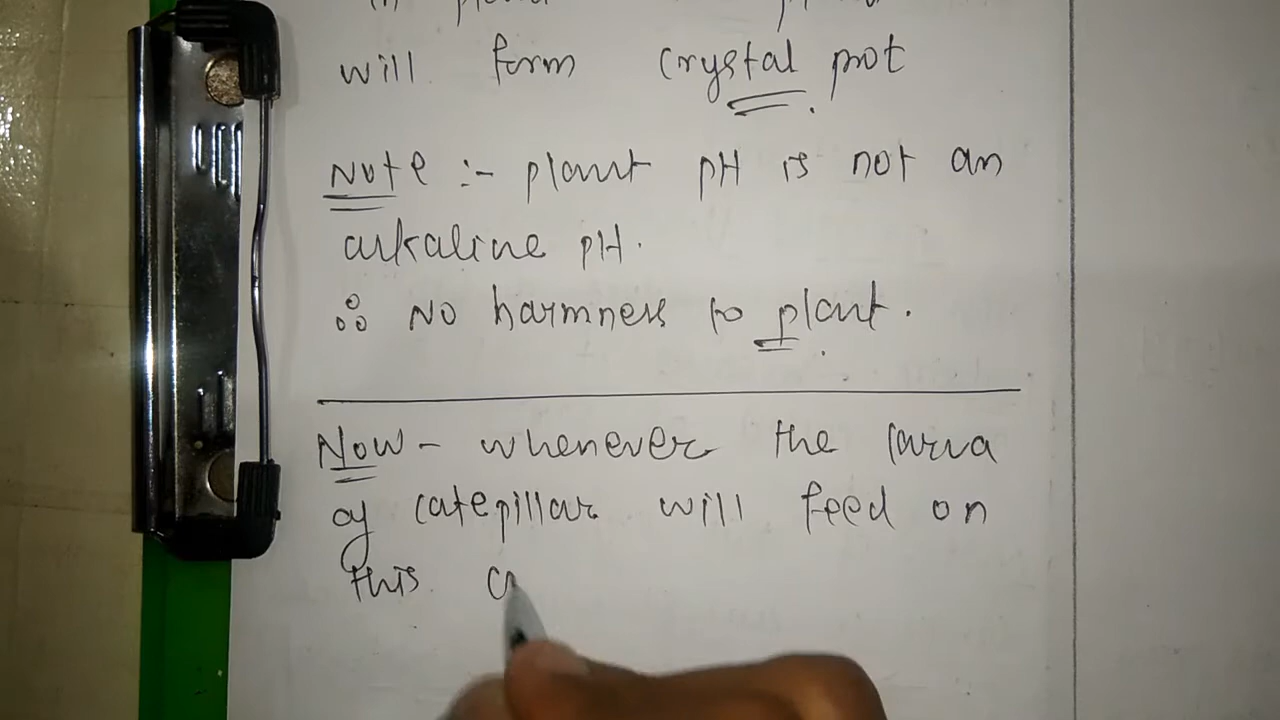 in
will form crystal prot
Note :- plant pH is not an
alkaline pH.
∴ No harmness to plant.
Now - whenever the larva
of catepillar will feed on
this